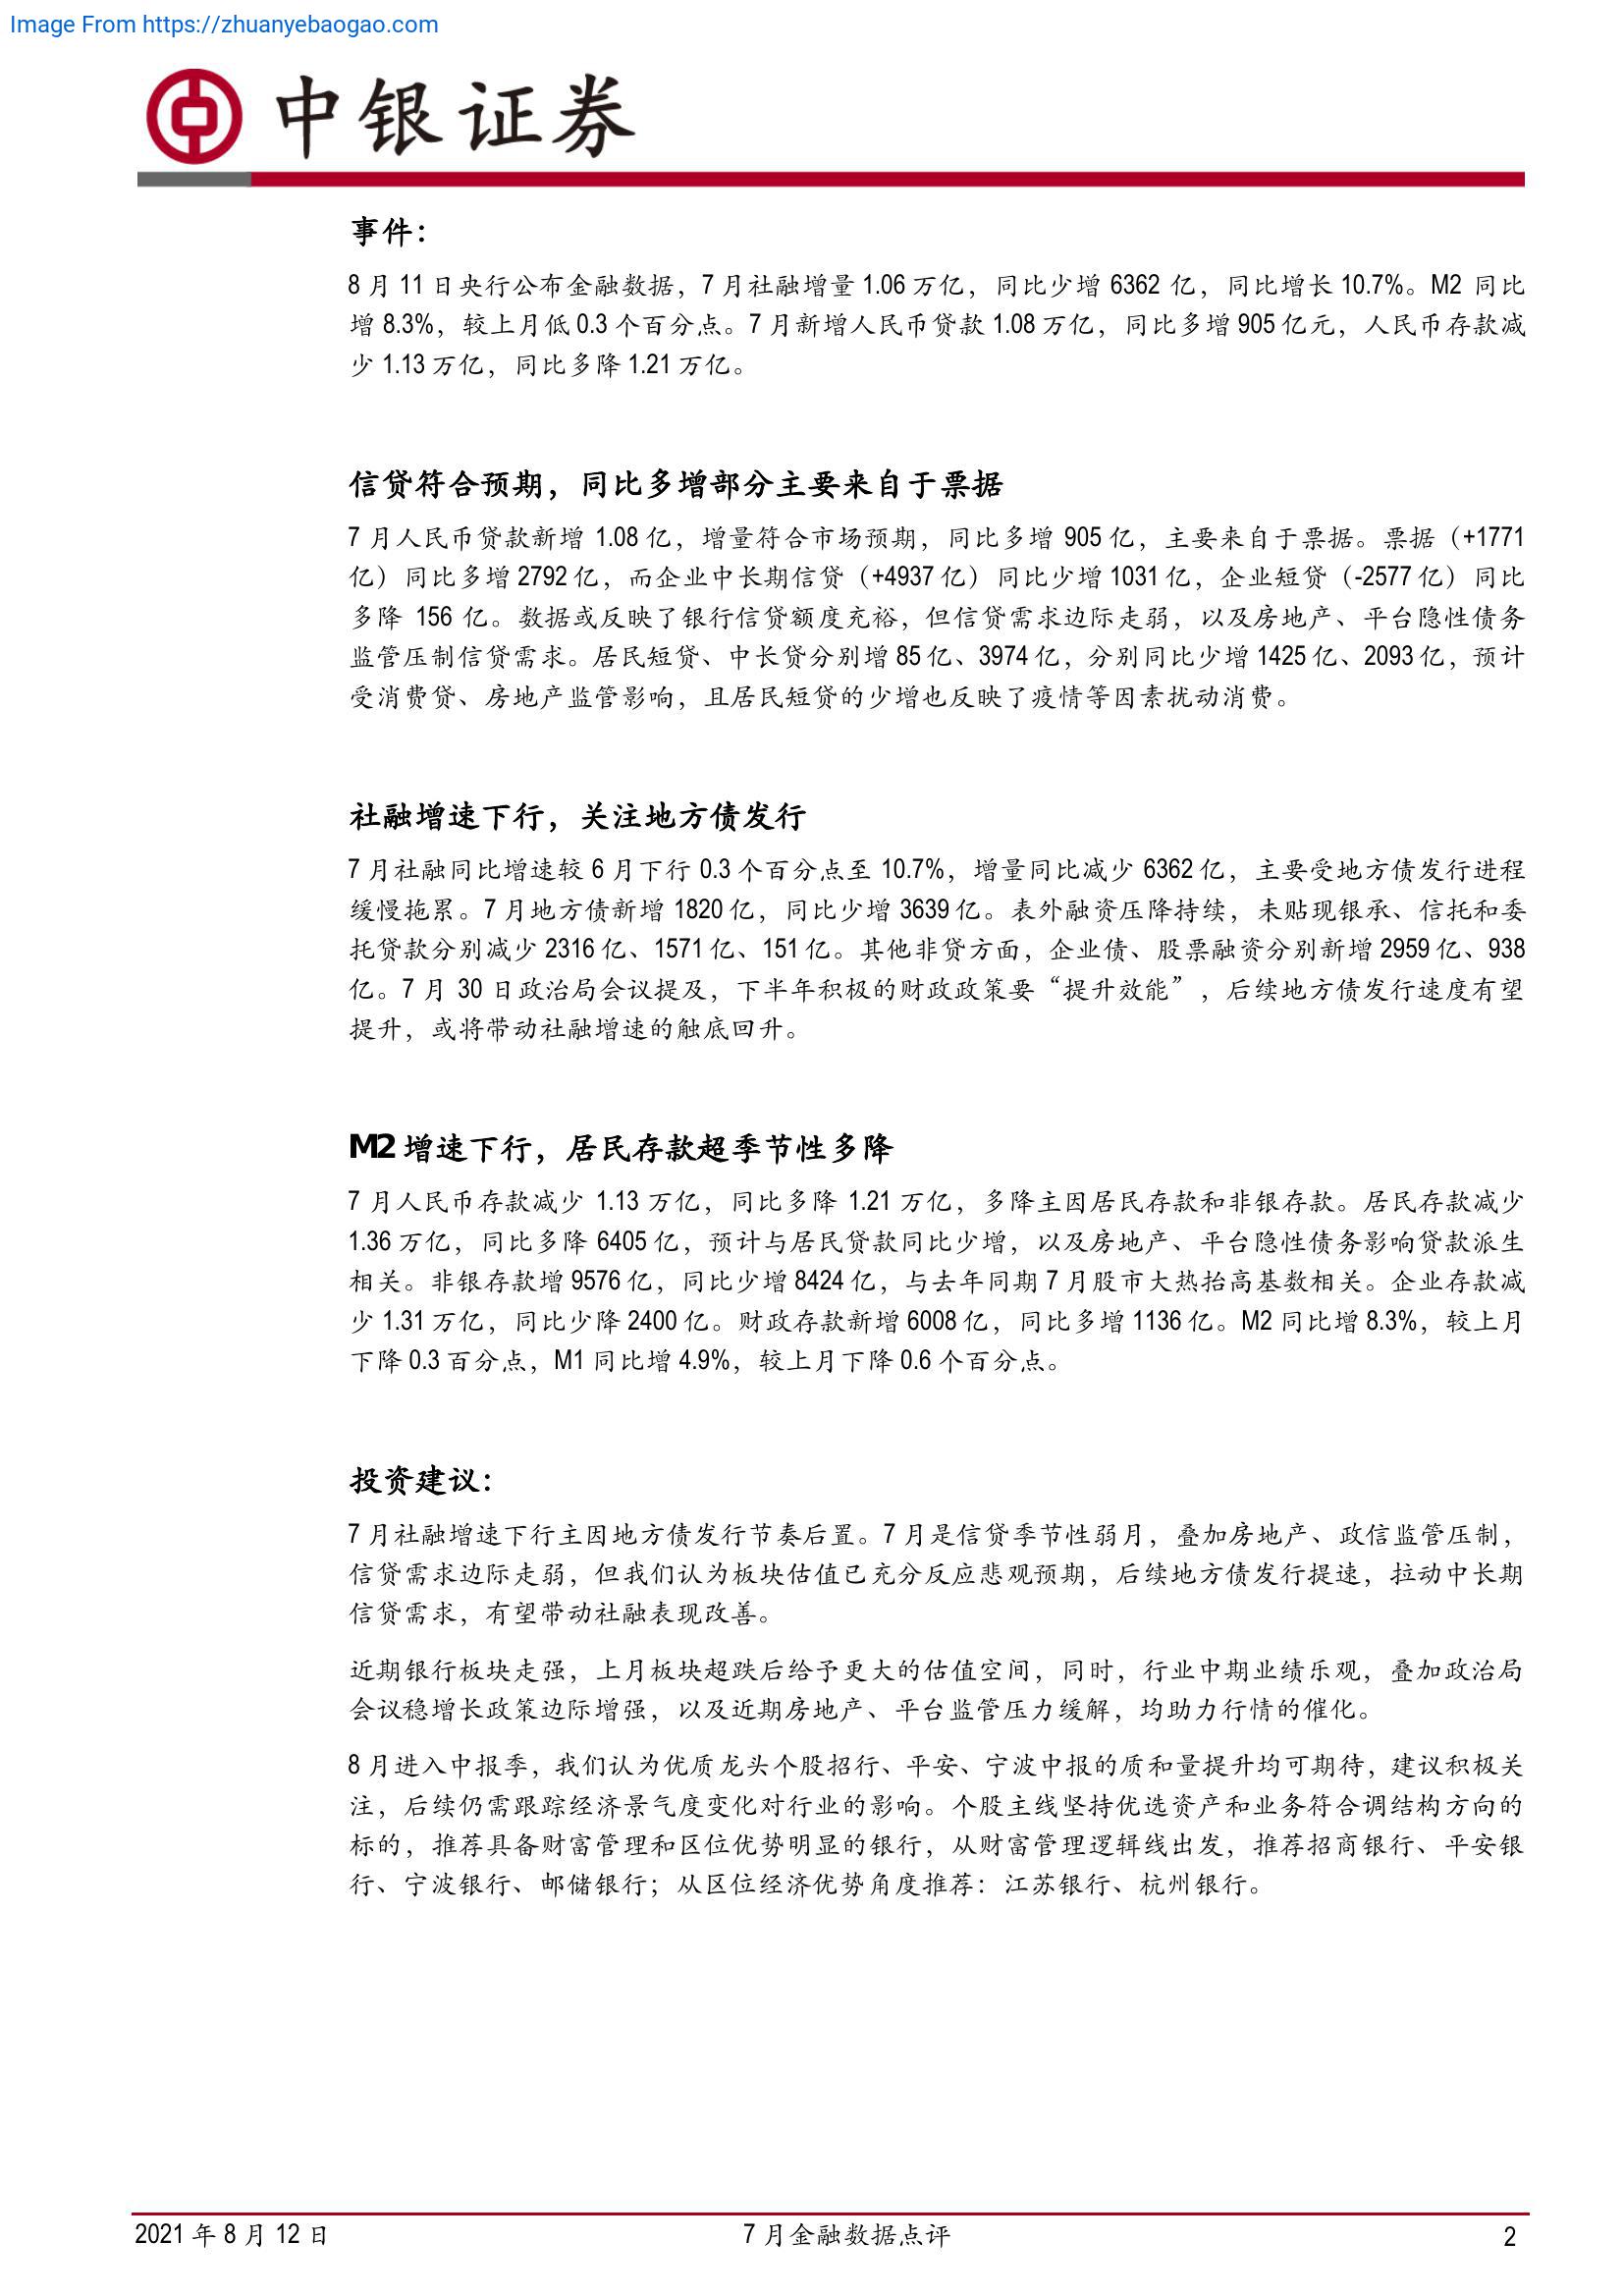 Image From https://zhuanyebaogao.com
中银证券
事件：
8 月 11 日央行公布金融数据，7 月社融增量 1.06 万亿，同比少增 6362 亿，同比增长 10.7%。M2 同比
增 8.3%，较上月低 0.3 个百分点。7 月新增人民币贷款 1.08 万亿，同比多增 905 亿元，人民币存款减
少 1.13 万亿，同比多降 1.21 万亿。
信贷符合预期，同比多增部分主要来自于票据
7 月人民币贷款新增 1.08 亿，增量符合市场预期，同比多增 905 亿，主要来自于票据。票据（+1771
亿）同比多增 2792 亿，而企业中长期信贷（+4937 亿）同比少增 1031 亿，企业短贷（-2577 亿）同比
多降 156 亿。数据或反映了银行信贷额度充裕，但信贷需求边际走弱，以及房地产、平台隐性债务
监管压制信贷需求。居民短贷、中长贷分别增 85 亿、3974 亿，分别同比少增 1425 亿、2093 亿，预计
受消费贷、房地产监管影响，且居民短贷的少增也反映了疫情等因素扰动消费。
社融增速下行，关注地方债发行
7 月社融同比增速较 6 月下行 0.3 个百分点至 10.7%，增量同比减少 6362 亿，主要受地方债发行进程
缓慢拖累。7 月地方债新增 1820 亿，同比少增 3639 亿。表外融资压降持续，未贴现银承、信托和委
托贷款分别减少 2316 亿、1571 亿、151 亿。其他非贷方面，企业债、股票融资分别新增 2959 亿、938
亿。7 月 30 日政治局会议提及，下半年积极的财政政策要“提升效能”，后续地方债发行速度有望
提升，或将带动社融增速的触底回升。
M2 增速下行，居民存款超季节性多降
7 月人民币存款减少 1.13 万亿，同比多降 1.21 万亿，多降主因居民存款和非银存款。居民存款减少
1.36 万亿，同比多降 6405 亿，预计与居民贷款同比少增，以及房地产、平台隐性债务影响贷款派生
相关。非银存款增 9576 亿，同比少增 8424 亿，与去年同期 7 月股市大热抬高基数相关。企业存款减
少 1.31 万亿，同比少降 2400 亿。财政存款新增 6008 亿，同比多增 1136 亿。M2 同比增 8.3%，较上月
下降 0.3 百分点，M1 同比增 4.9%，较上月下降 0.6 个百分点。
投资建议：
7 月社融增速下行主因地方债发行节奏后置。7 月是信贷季节性弱月，叠加房地产、政信监管压制，
信贷需求边际走弱，但我们认为板块估值已充分反应悲观预期，后续地方债发行提速，拉动中长期
信贷需求，有望带动社融表现改善。
近期银行板块走强，上月板块超跌后给予更大的估值空间，同时，行业中期业绩乐观，叠加政治局
会议稳增长政策边际增强，以及近期房地产、平台监管压力缓解，均助力行情的催化。
8 月进入中报季，我们认为优质龙头个股招行、平安、宁波中报的质和量提升均可期待，建议积极关
注，后续仍需跟踪经济景气度变化对行业的影响。个股主线坚持优选资产和业务符合调结构方向的
标的，推荐具备财富管理和区位优势明显的银行，从财富管理逻辑线出发，推荐招商银行、平安银
行、宁波银行、邮储银行；从区位经济优势角度推荐：江苏银行、杭州银行。
2021 年 8 月 12 日
7 月金融数据点评
2